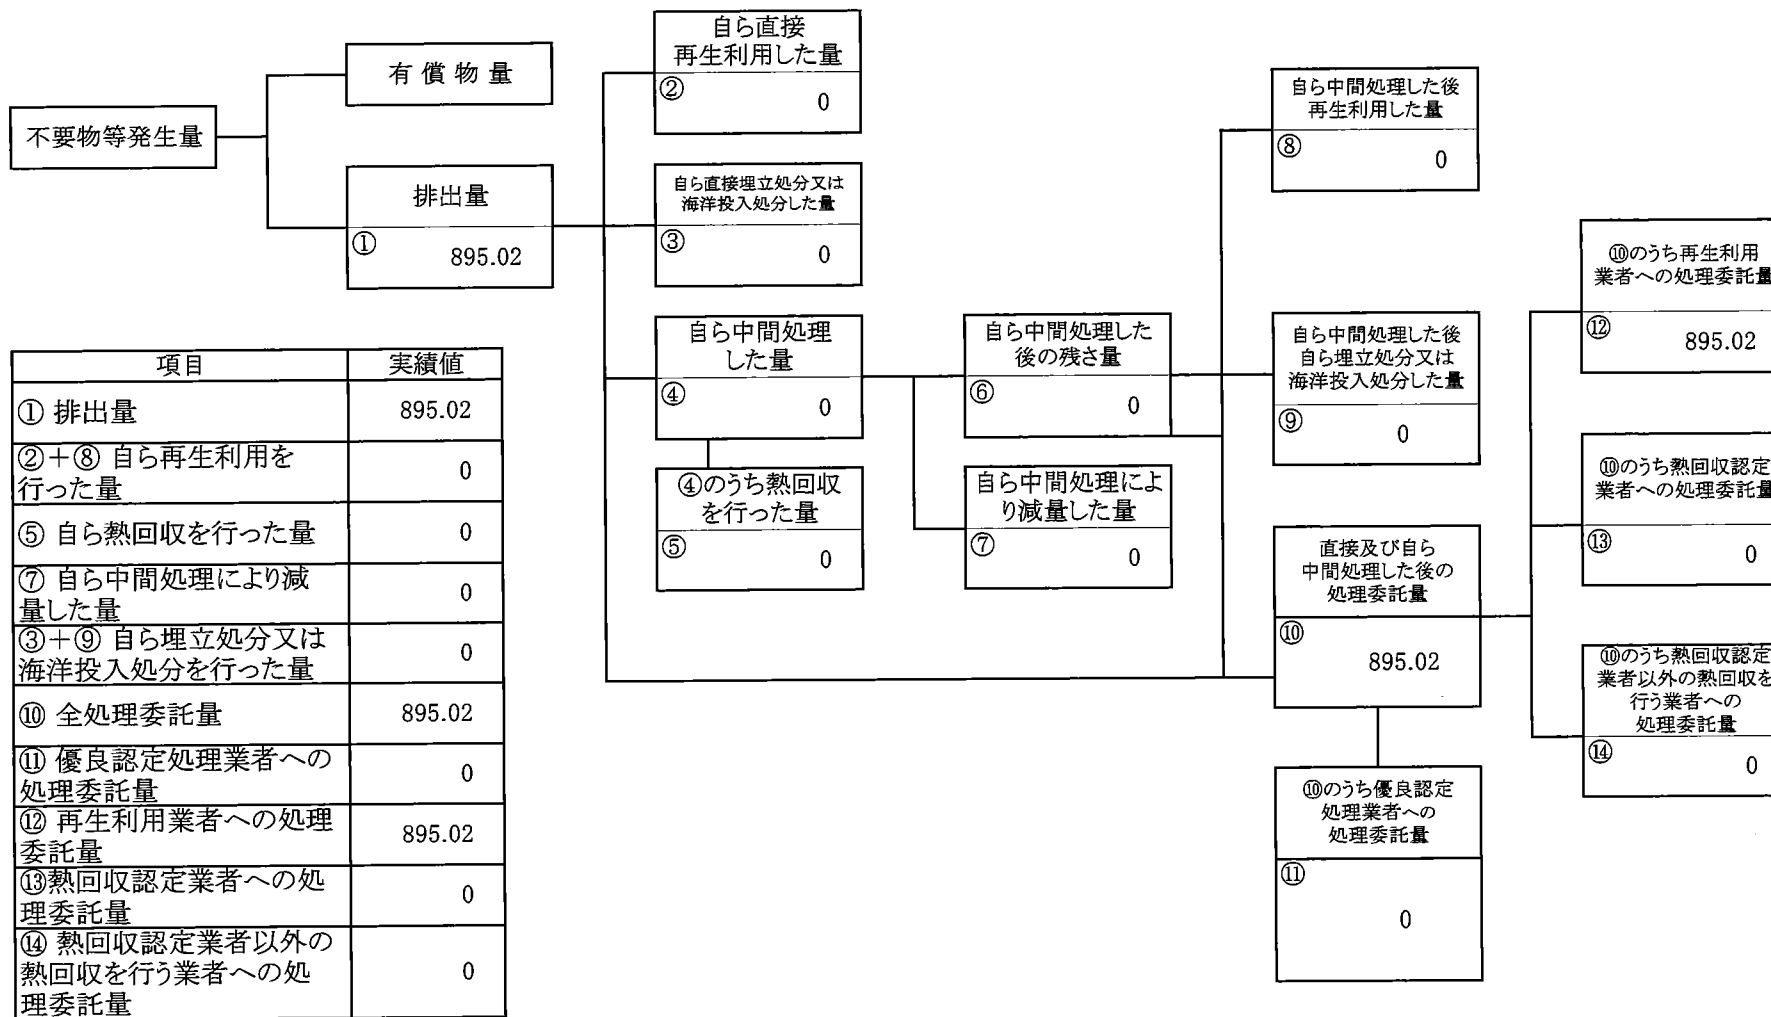 不要物等発生量
有 償 物 量
排出量
①
895.02
自ら直接
再生利用した量
②
0
自ら直接埋立処分又は
海洋投入処分した量
③
0
自ら中間処理
した量
④
0
④のうち熱回収
を行った量
⑤
0
自ら中間処理した
後の残さ量
⑥
0
自ら中間処理によ
り減量した量
⑦
0
自ら中間処理した後
再生利用した量
⑧
0
自ら中間処理した後
自ら埋立処分又は
海洋投入処分した量
⑨
0
直接及び自ら
中間処理した後の
処理委託量
⑩
895.02
⑩のうち優良認定
処理業者への
処理委託量
⑪
0
⑩のうち再生利用
業者への処理委託量
⑫
895.02
⑩のうち熱回収認定
業者への処理委託量
⑬
0
⑩のうち熱回収認定
業者以外の熱回収を
行う業者への
処理委託量
⑭
0
項目 実績値
① 排出量 895.02
②+⑧ 自ら再生利用を
行った量 0
⑤ 自ら熱回収を行った量 0
⑦ 自ら中間処理により減
量した量 0
③+⑨ 自ら埋立処分又は
海洋投入処分を行った量 0
⑩ 全処理委託量 895.02
⑪ 優良認定処理業者への
処理委託量 0
⑫ 再生利用業者への処理
委託量 895.02
⑬熱回収認定業者への処
理委託量 0
⑭ 熱回収認定業者以外の
熱回収を行う業者への処
理委託量 0